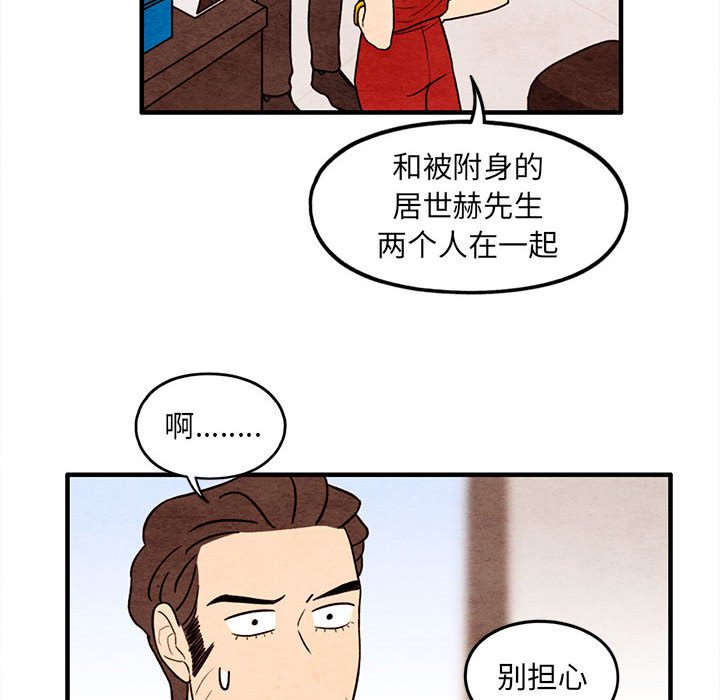 和被附身的
居世赫先生
两个人在一起
啊........
别担心